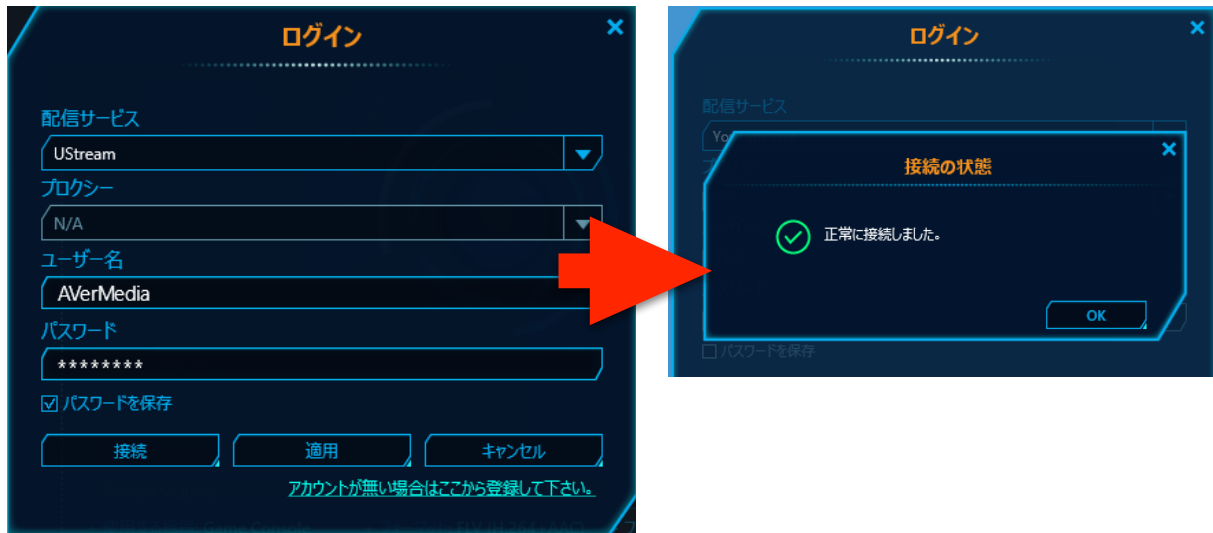 ログイン
配信サービス
UStream
プロクシー
N/A
ユーザー名
AVerMedia
パスワード
********
パスワードを保存
接続
適用
キャンセル
アカウントが無い場合はここから登録して下さい。
Game Console
FLV (H.264+AAC)
ログイン
配信サービス
接続の状態
正常に接続しました。
OK
パスワードを保存